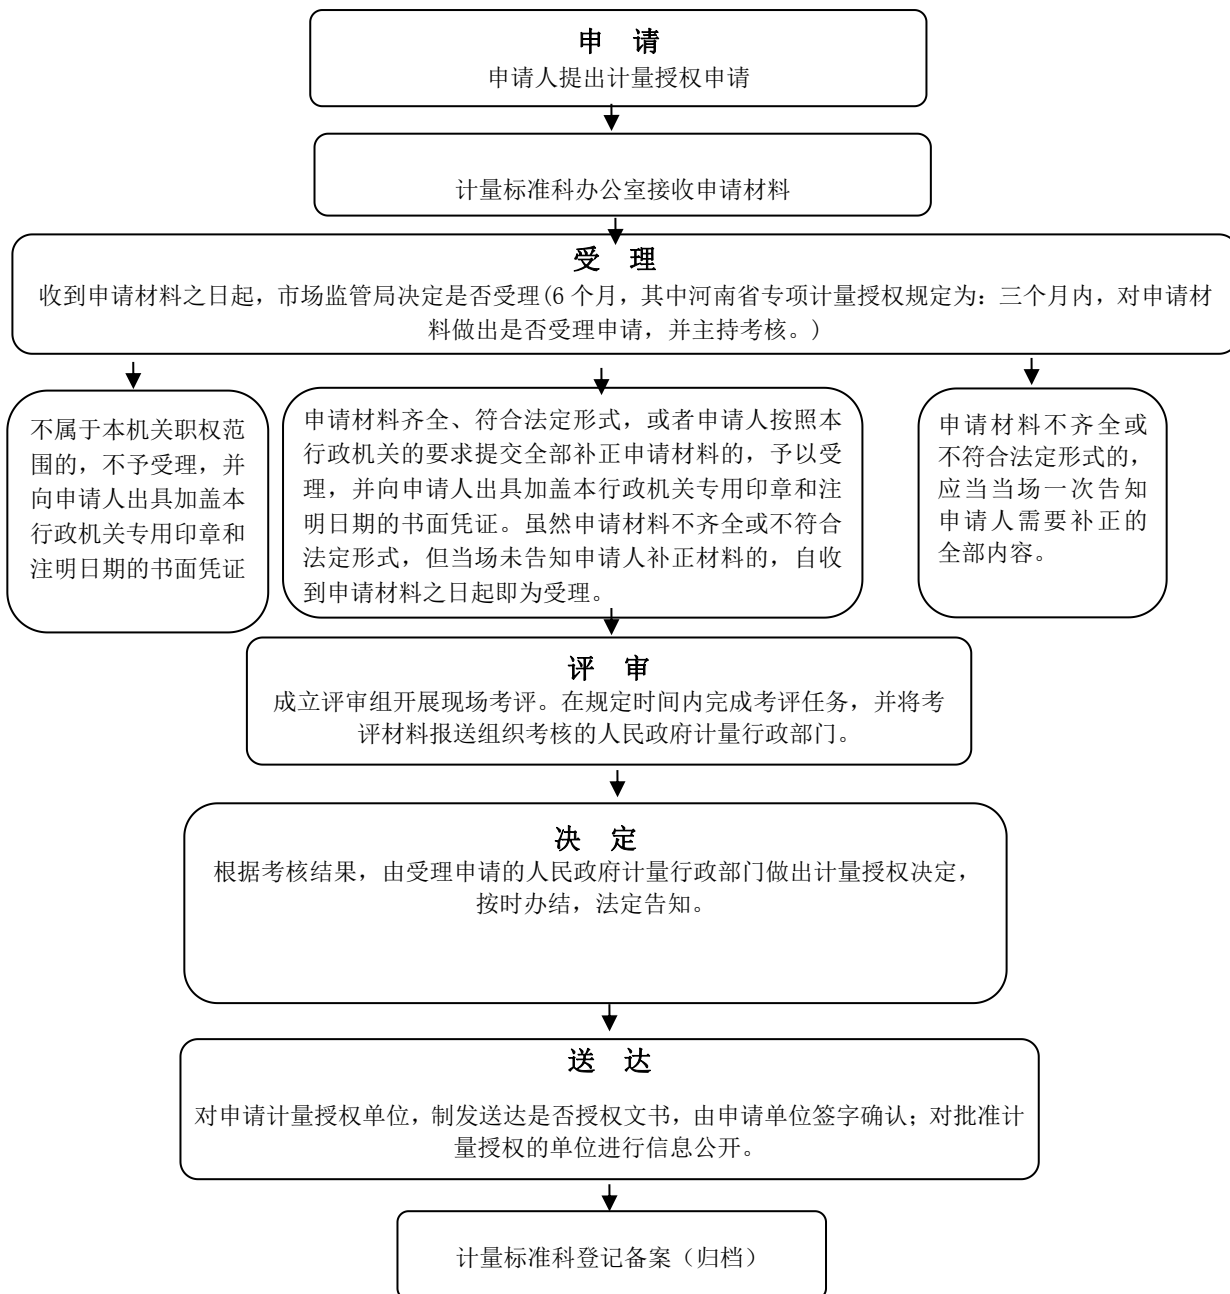 申 请
申请人提出计量授权申请
计量标准科办公室接收申请材料
受 理
收到申请材料之日起，市场监管局决定是否受理(6 个月，其中河南省专项计量授权规定为：三个月内，对申请材
料做出是否受理申请，并主持考核。)
不属于本机关职权范
围的，不予受理，并
向申请人出具加盖本
行政机关专用印章和
注明日期的书面凭证
申请材料齐全、符合法定形式，或者申请人按照本
行政机关的要求提交全部补正申请材料的，予以受
理，并向申请人出具加盖本行政机关专用印章和注
明日期的书面凭证。虽然申请材料不齐全或不符合
法定形式，但当场未告知申请人补正材料的，自收
到申请材料之日起即为受理。
申请材料不齐全或
不符合法定形式的，
应当当场一次告知
申请人需要补正的
全部内容。
评 审
成立评审组开展现场考评。在规定时间内完成考评任务，并将考
评材料报送组织考核的人民政府计量行政部门。
决 定
根据考核结果，由受理申请的人民政府计量行政部门做出计量授权决定，
按时办结，法定告知。
送 达
对申请计量授权单位，制发送达是否授权文书，由申请单位签字确认；对批准计
量授权的单位进行信息公开。
计量标准科登记备案（归档）